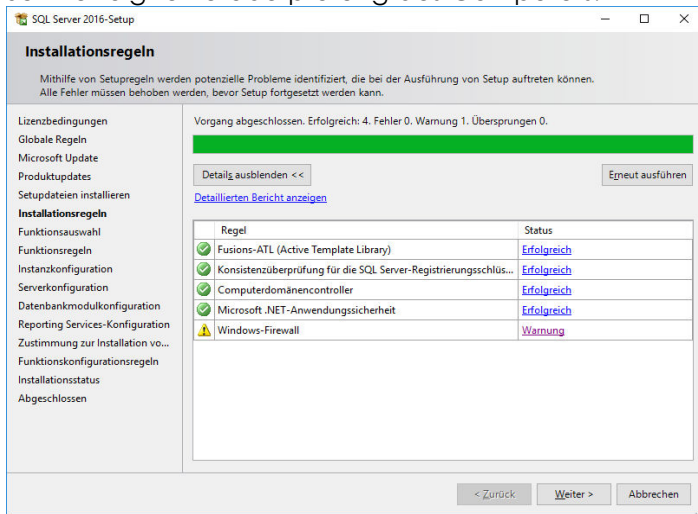 SQL Server 2016-Setup
Installationsregeln
Mithilfe von Setupregeln werden potenzielle Probleme identifiziert, die bei der Ausführung von Setup auftreten können.
Alle Fehler müssen behoben werden, bevor Setup fortgesetzt werden kann.
Lizenzbedingungen
Globale Regeln
Microsoft Update
Produktupdates
Setupdateien installieren
Installationsregeln
Funktionsauswahl
Funktionsregeln
Instanzkonfiguration
Serverkonfiguration
Datenbankmodulkonfiguration
Reporting Services-Konfiguration
Zustimmung zur Installation vo...
Funktionskonfigurationsregeln
Installationsstatus
Abgeschlossen
Vorgang abgeschlossen. Erfolgreich: 4. Fehler 0. Warnung 1. Übersprungen 0.
Details ausblenden <<
Erneut ausführen
Detaillierten Bericht anzeigen
Regel Status
Fusions-ATL (Active Template Library) Erfolgreich
Konsistenzüberprüfung für die SQL Server-Registrierungsschlüs... Erfolgreich
Computerdomänencontroller Erfolgreich
Microsoft .NET-Anwendungssicherheit Erfolgreich
Windows-Firewall Warnung
< Zurück Weiter > Abbrechen